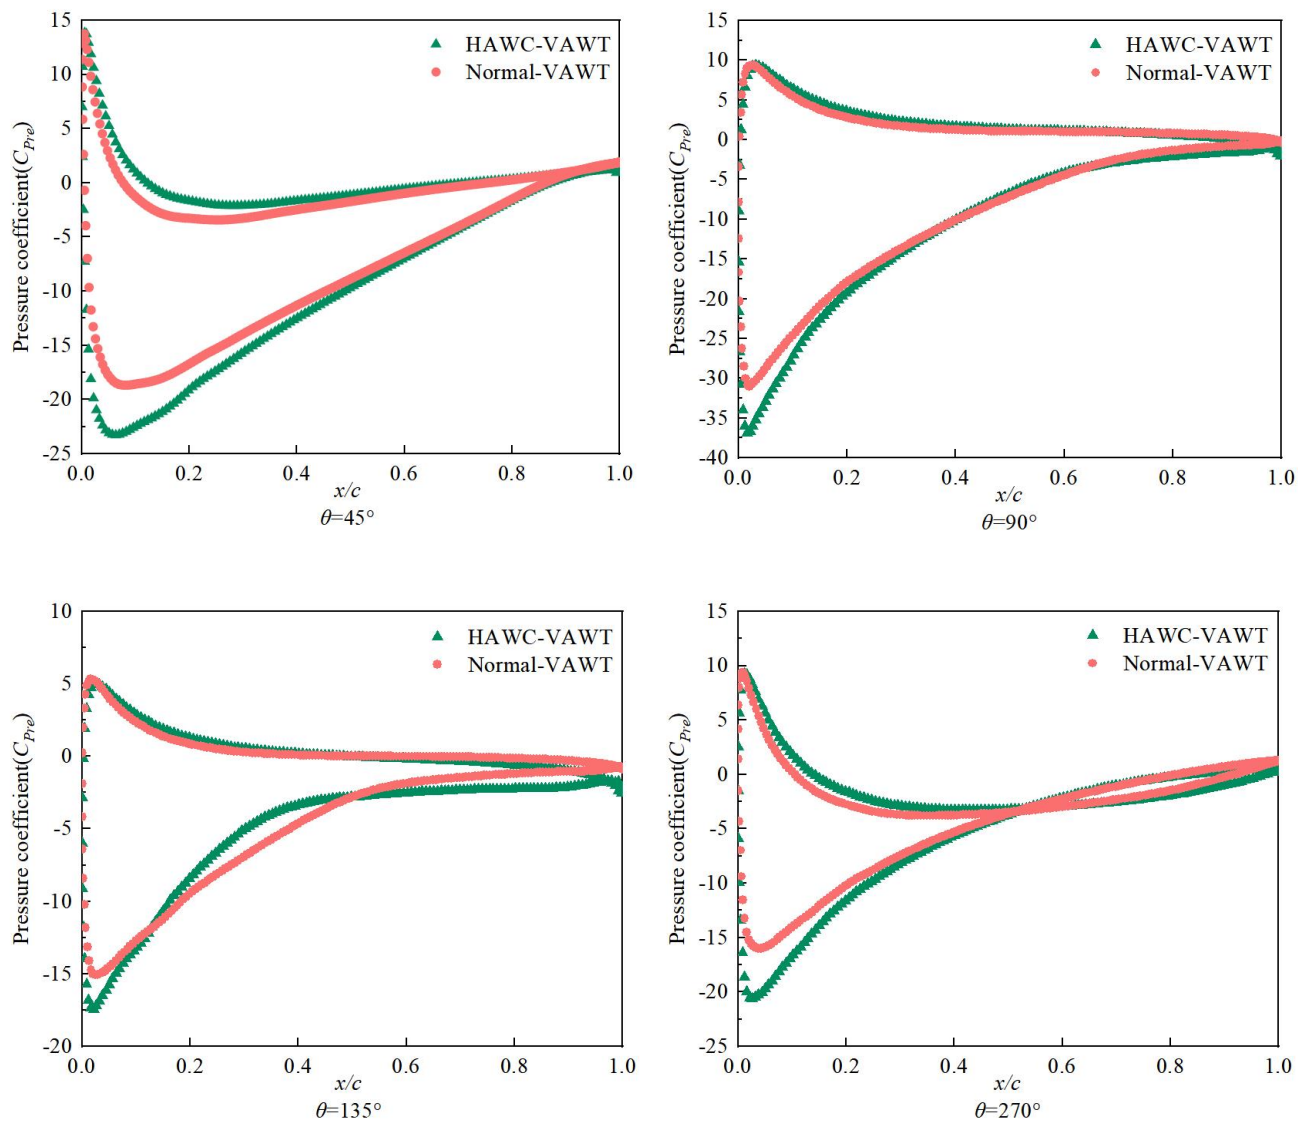 15
10
5
0
-5
-10
-15
-20
-25
0.0 0.2 0.4 0.6 0.8 1.0
Pressure coefficient(C_Pre)
HAWC-VAWT
Normal-VAWT
x/c
θ=45°
15
10
5
0
-5
-10
-15
-20
-25
-30
-35
-40
0.0 0.2 0.4 0.6 0.8 1.0
Pressure coefficient(C_Pre)
HAWC-VAWT
Normal-VAWT
x/c
θ=90°
10
5
0
-5
-10
-15
-20
0.0 0.2 0.4 0.6 0.8 1.0
Pressure coefficient(C_Pre)
HAWC-VAWT
Normal-VAWT
x/c
θ=135°
15
10
5
0
-5
-10
-15
-20
-25
0.0 0.2 0.4 0.6 0.8 1.0
Pressure coefficient(C_Pre)
HAWC-VAWT
Normal-VAWT
x/c
θ=270°